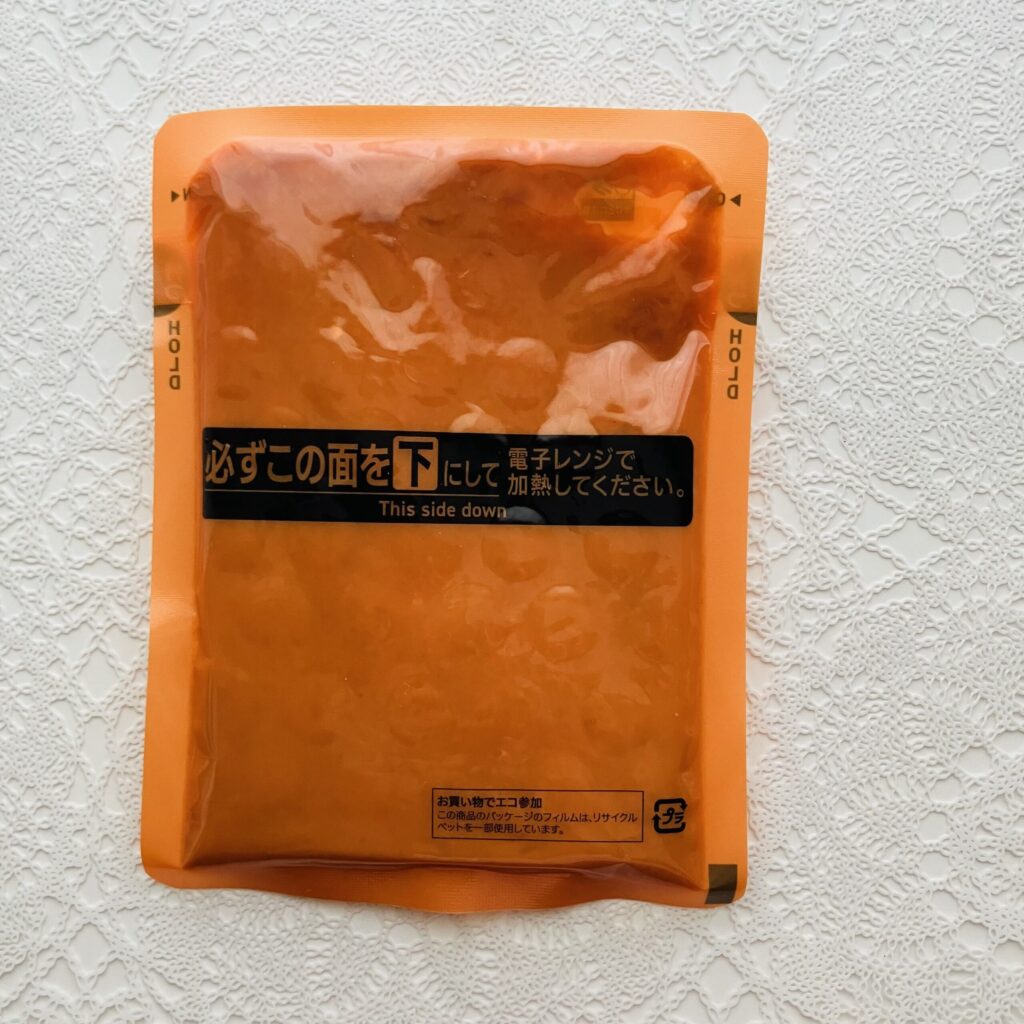 HOLD
HOLD
必ずこの面を下にして
電子レンジで
加熱してください。
This side down
お買い物でエコ参加
この商品のパッケージのフィルムは、リサイクル
ペットを一部使用しています。
プラ